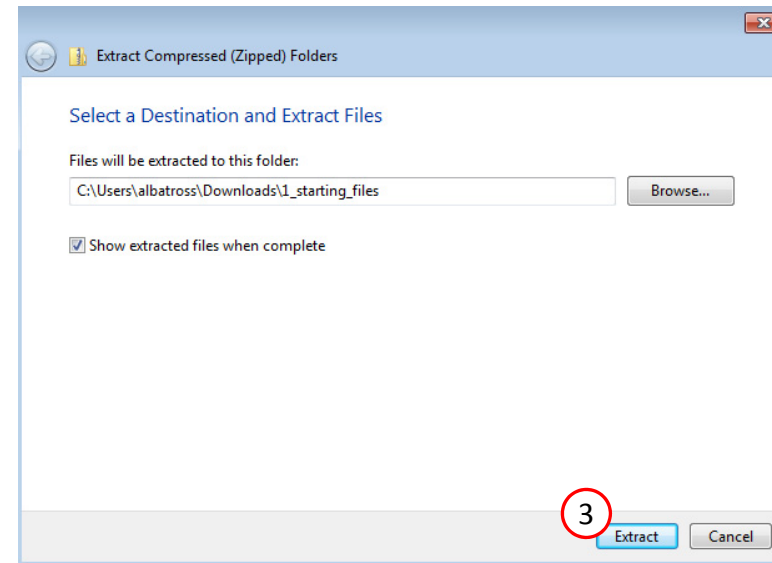 Extract Compressed (Zipped) Folders
Select a Destination and Extract Files
Files will be extracted to this folder:
C:\Users\albatross\Downloads\1_starting_files
Browse...
Show extracted files when complete
3
Extract
Cancel